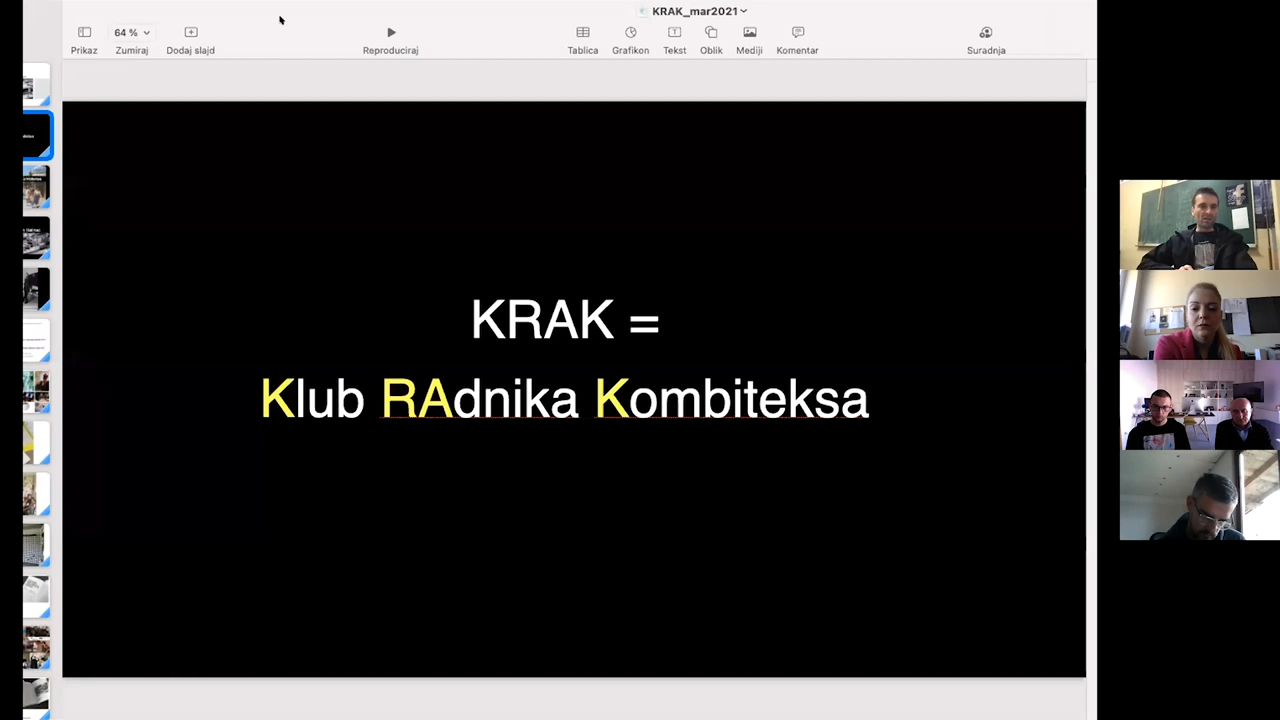 KRAK_mar2021
64 %
Prikaz
Zumiraj
Dodaj slajd
Reproduciraj
Tablica
Grafikon
Tekst
Oblik
Mediji
Komentar
Suradnja
KRAK =
Klub RAdnika Kombiteksa